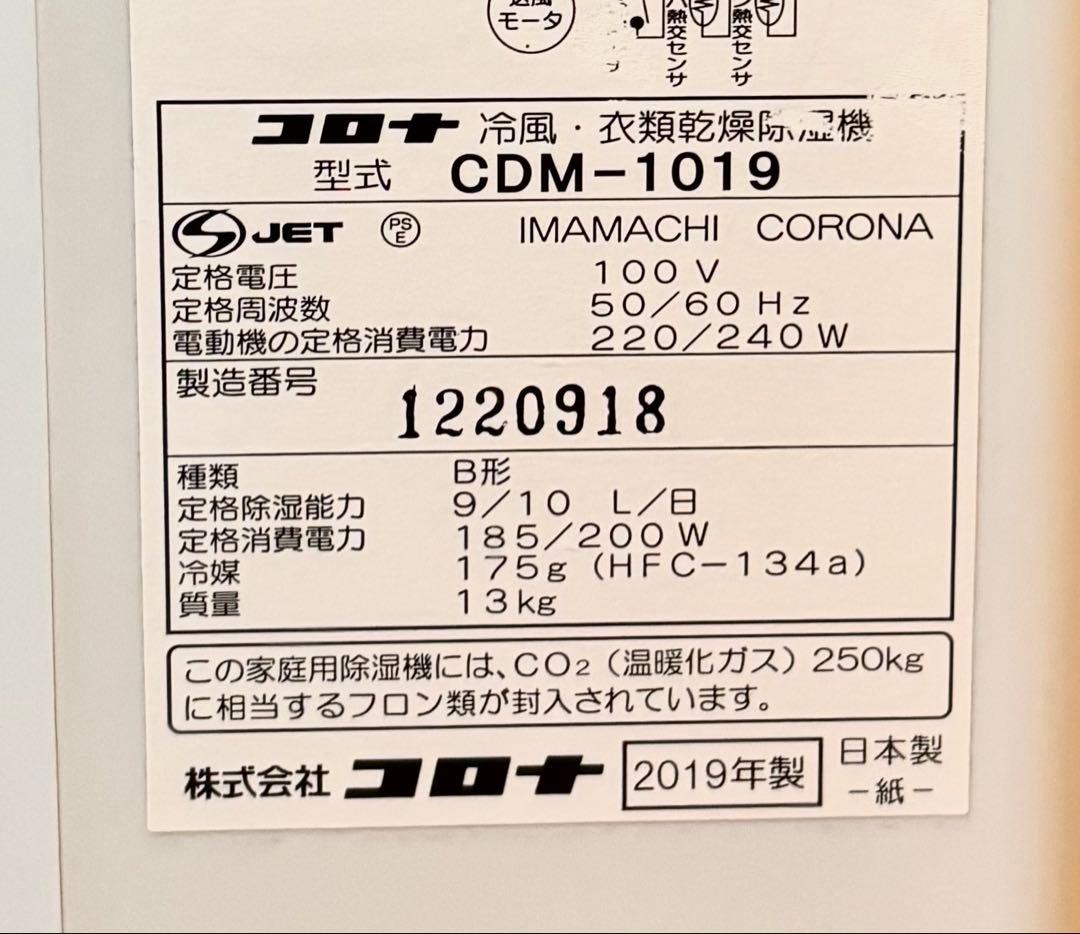 送風
モータ
熱交センサ
熱交センサ
コロナ 冷風・衣類乾燥除湿機
型式 CDM-1019
JET PSE IMAMACHI CORONA
定格電圧 100 V
定格周波数 50/60 Hz
電動機の定格消費電力 220/240 W
製造番号
1220918
種類 B形
定格除湿能力 9/10 L/日
定格消費電力 185/200 W
冷媒 175g (HFC-134a)
質量 13kg
この家庭用除湿機には、CO₂(温暖化ガス)250kg
に相当するフロン類が封入されています。
株式会社 コロナ 2019年製 日本製
-紙-